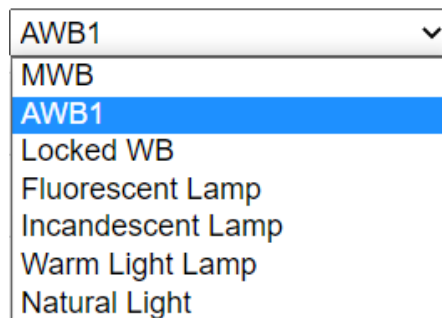 AWB1
MWB
AWB1
Locked WB
Fluorescent Lamp
Incandescent Lamp
Warm Light Lamp
Natural Light